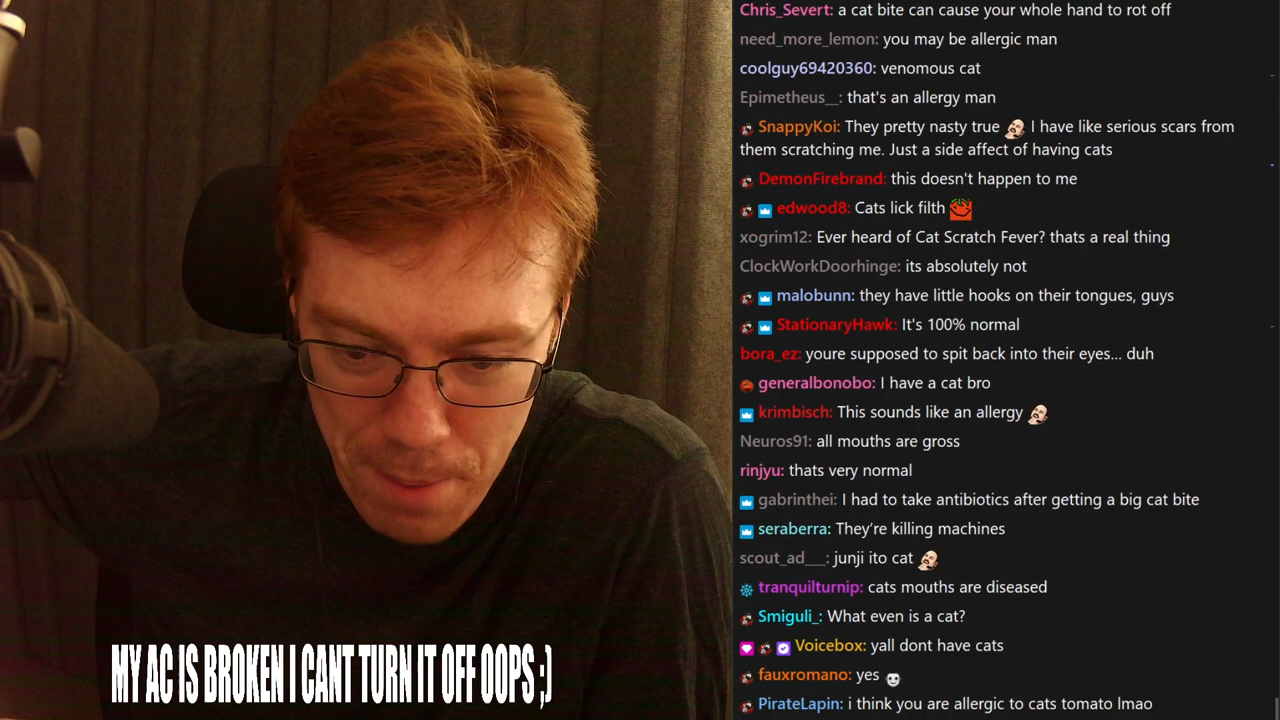 Chris_Severt: a cat bite can cause your whole hand to rot off
need_more_lemon: you may be allergic man
coolguy69420360: venomous cat
Epimetheus__: that's an allergy man
SnappyKoi: They pretty nasty true I have like serious scars from
them scratching me. Just a side affect of having cats
DemonFirebrand: this doesn't happen to me
edwood8: Cats lick filth
xogrim12: Ever heard of Cat Scratch Fever? thats a real thing
ClockWorkDoorhinge: its absolutely not
malobunn: they have little hooks on their tongues, guys
StationaryHawk: It's 100% normal
bora_ez: youre supposed to spit back into their eyes... duh
generalbonobo: I have a cat bro
krimbisch: This sounds like an allergy
Neuros91: all mouths are gross
rinjyu: thats very normal
gabrinthei: I had to take antibiotics after getting a big cat bite
seraberra: They’re killing machines
scout_ad___: junji ito cat
tranquilturnip: cats mouths are diseased
Smiguli_: What even is a cat?
Voicebox: yall dont have cats
fauxromano: yes
PirateLapin: i think you are allergic to cats tomato lmao
MY AC IS BROKEN I CANT TURN IT OFF OOPS ;)